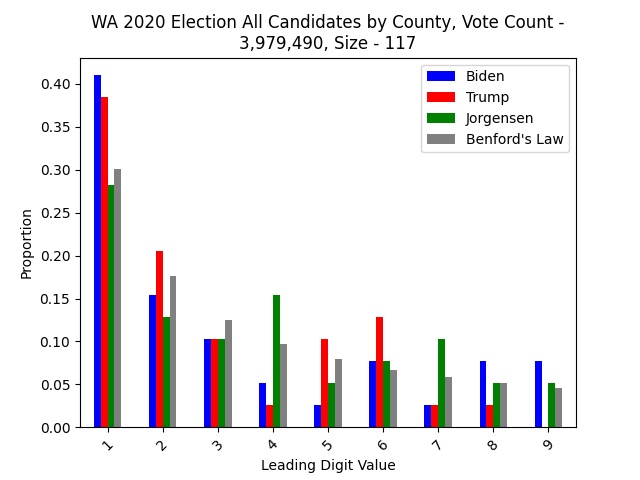 WA 2020 Election All Candidates by County, Vote Count -
3,979,490, Size - 117
Biden
Trump
Jorgensen
Benford's Law
Proportion
0.40
0.35
0.30
0.25
0.20
0.15
0.10
0.05
0.00
1 2 3 4 5 6 7 8 9
Leading Digit Value